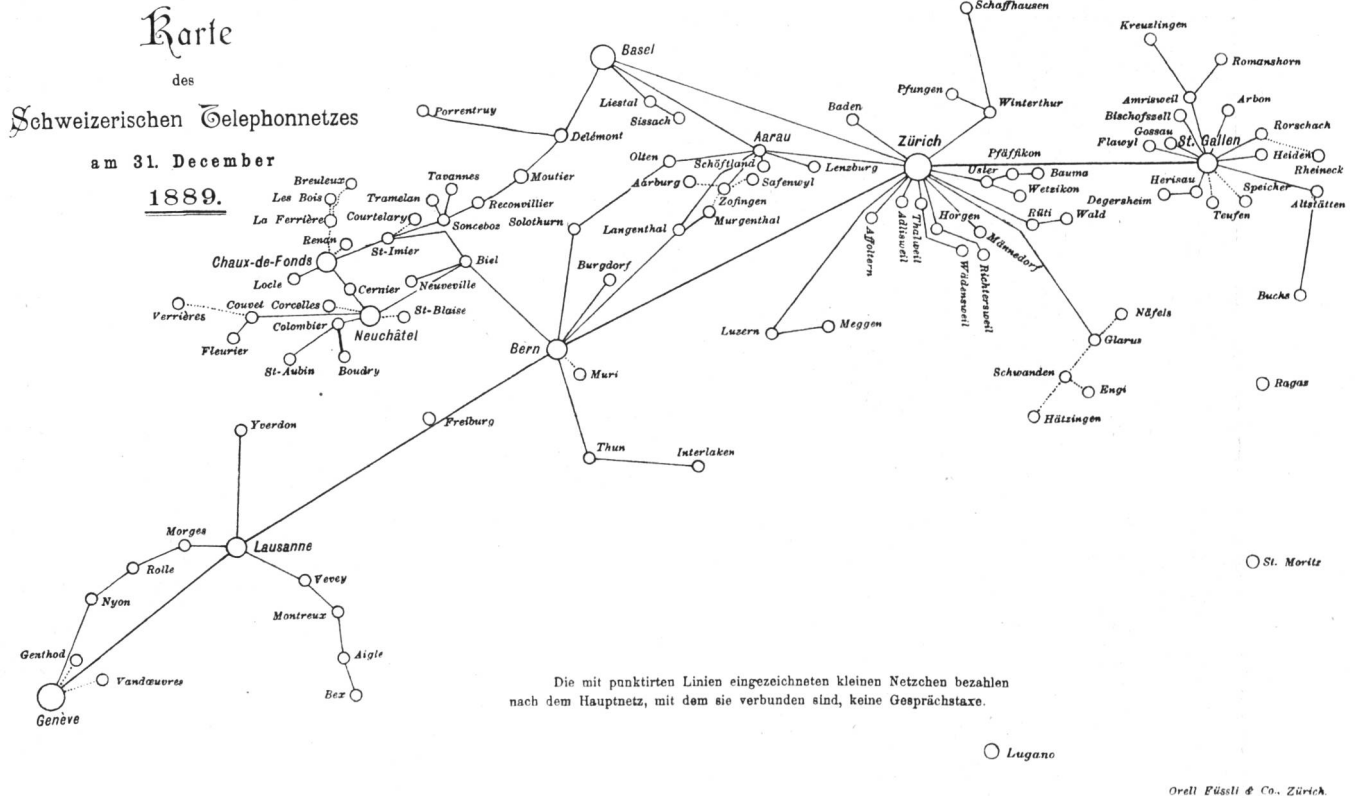 Karte
des
Schweizerischen Telephonnetzes
am 31. December
1889.
Schaffhausen
Kreuzlingen
Romanshorn
Basel
Pfungen
Winterthur
Amrisweil
Arbon
Bischofszell
Porrentruy
Liestal
Sissach
Baden
Delémont
Aarau
Zürich
Gossau
Rorschach
Flawyl
St. Gallen
Pfäffikon
Olten
Schöftland
Lenzburg
Usler
Bauma
Heiden
Rheineck
Moutier
Aarburg
Safenwyl
Wetzikon
Herisau
Speicher
Breuleux
Tavannes
Les Bois
Tramelan
Reconvillier
Zofingen
Degersheim
Teufen
Altstätten
La Ferrière
Courtelary
Sonceboz
Solothurn
Langenthal
Murgenthal
Affoltern
Adlisweil
Thalweil
Horgen
Männedorf
Rüti
Wald
Renan
St-Imier
Chaux-de-Fonds
Biel
Wädensweil
Richtersweil
Locle
Cernier
Neuveville
Burgdorf
Buchs
Verrières
Couvet
Corcelles
St-Blaise
Colombier
Neuchâtel
Fleurier
St-Aubin
Boudry
Bern
Muri
Luzern
Meggen
Näfels
Glarus
Schwanden
Engi
Hätzingen
Ragaz
Yverdon
Freiburg
Thun
Interlaken
Morges
Lausanne
Rolle
Vevey
Nyon
Montreux
St. Moritz
Genthod
Aigle
Vandœuvres
Bex
Genève
Die mit punktirten Linien eingezeichneten kleinen Netzchen bezahlen
nach dem Hauptnetz, mit dem sie verbunden sind, keine Gesprächstaxe.
Lugano
Orell Füssli & Co., Zürich.